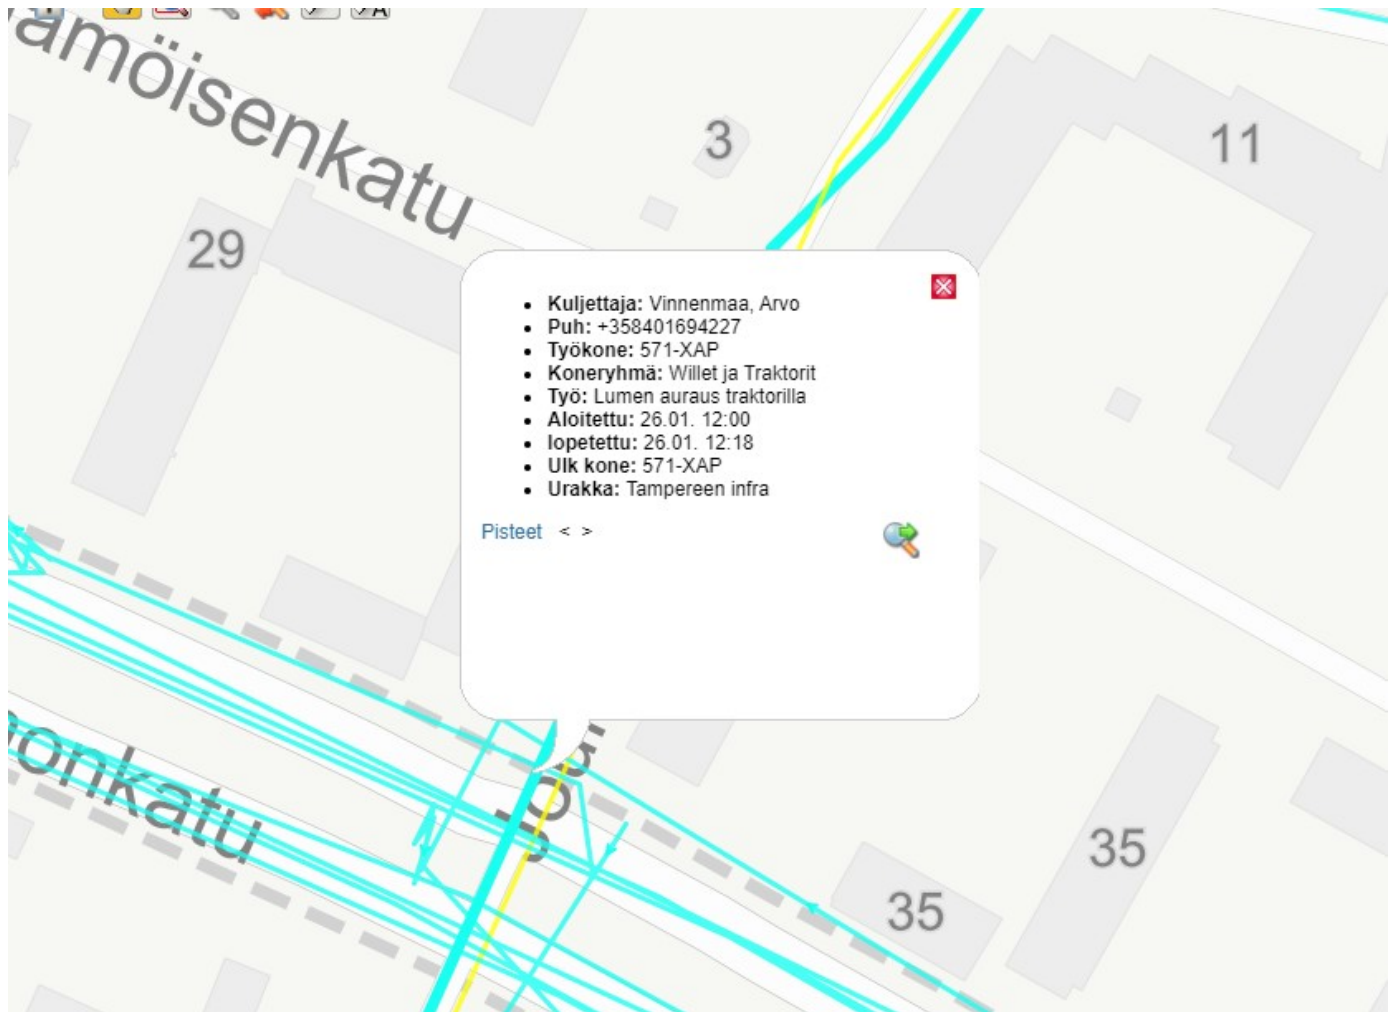 ämöisenkatu
3
11
29
Kuljettaja: Vinnenmaa, Arvo
Puh: +358401694227
Työkone: 571-XAP
Koneryhmä: Willet ja Traktorit
Työ: Lumen auraus traktorilla
Aloitettu: 26.01. 12:00
lopetettu: 26.01. 12:18
Ulk kone: 571-XAP
Urakka: Tampereen infra
Pisteet < >
onkatu
35
35